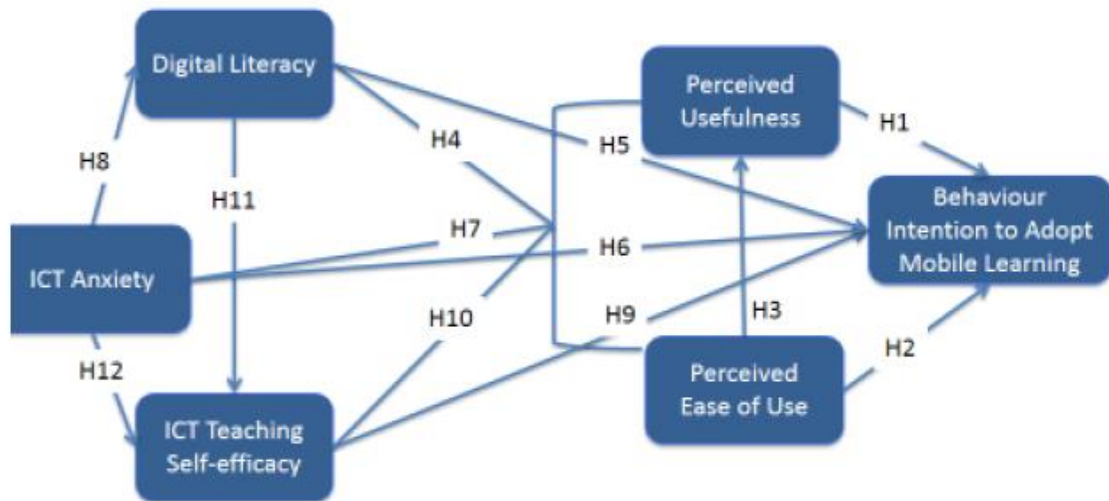 Digital Literacy
Perceived
Usefulness
H1
H4
H5
H8
H11
Behaviour
Intention to Adopt
Mobile Learning
H7
H6
ICT Anxiety
H10
H9
H3
H2
H12
Perceived
Ease of Use
ICT Teaching
Self-efficacy